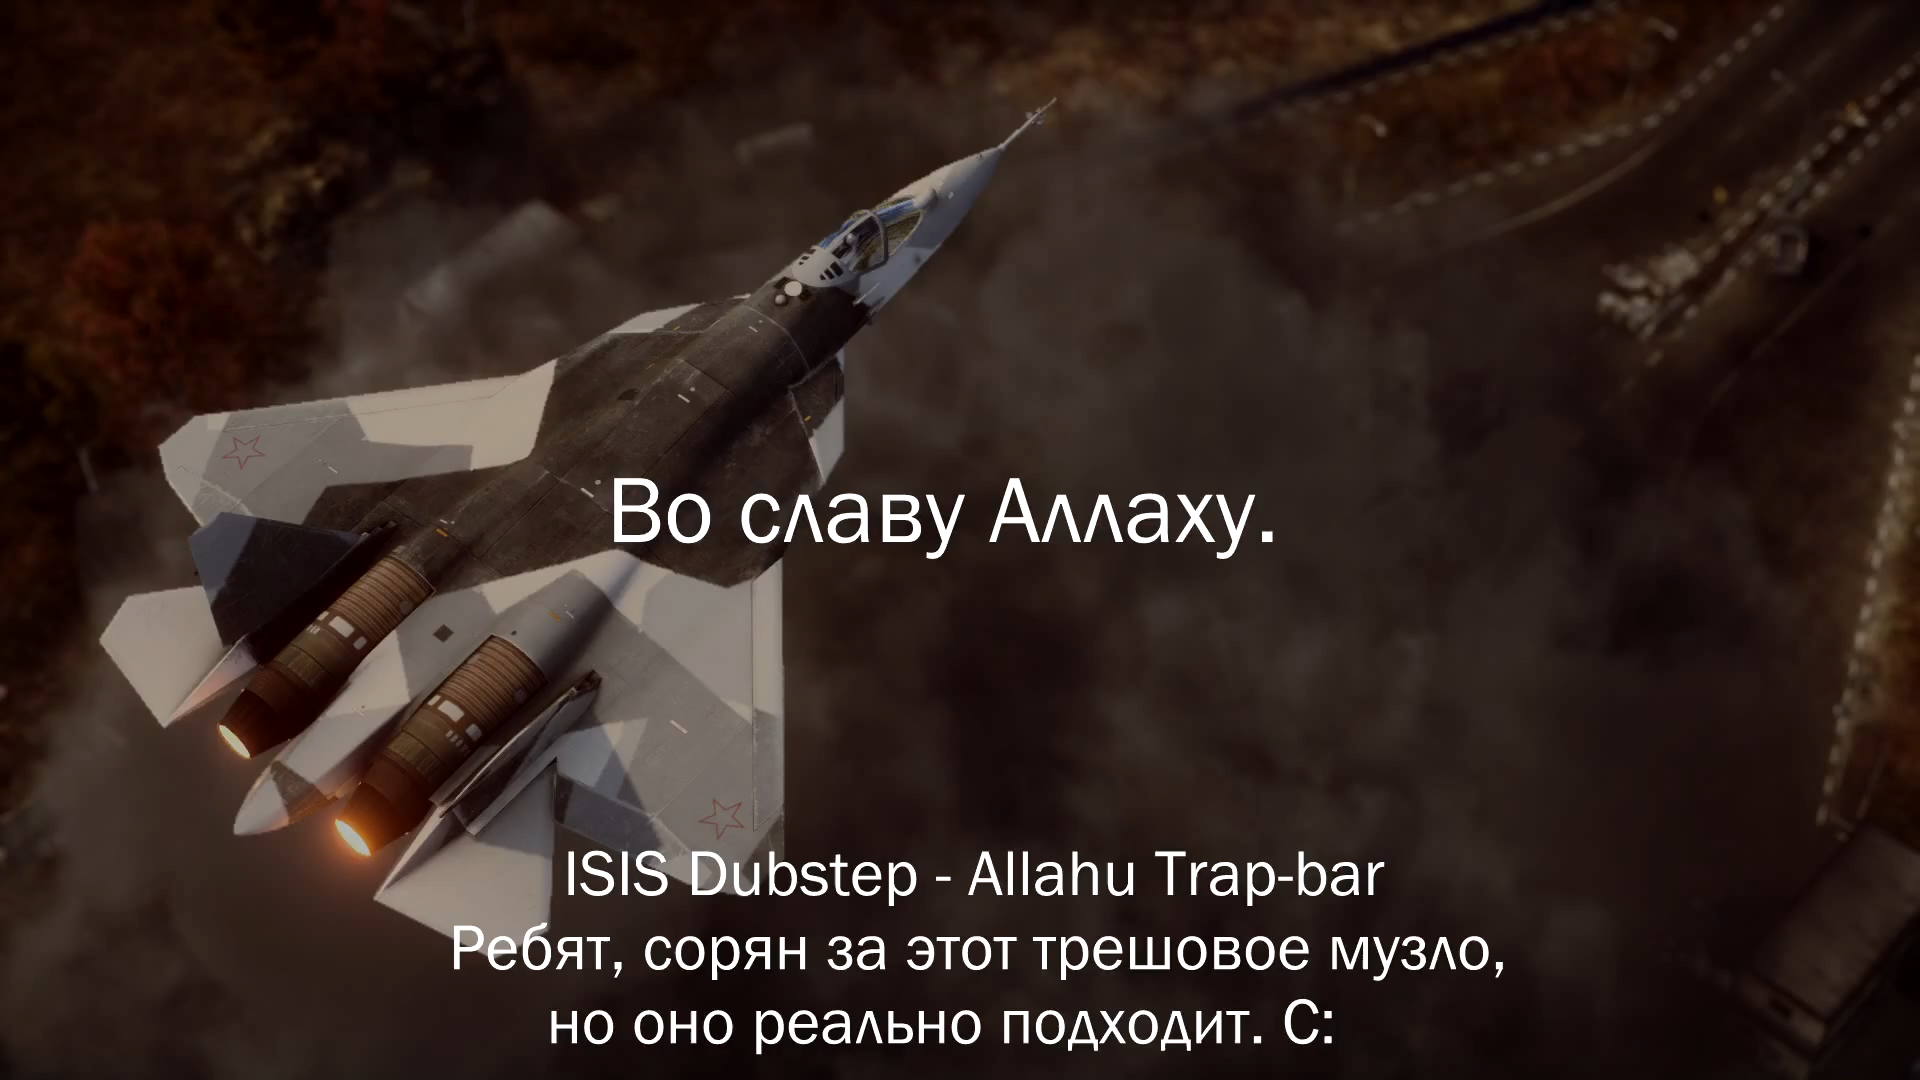 Во славу Аллаху.
ISIS Dubstep - Allahu Trap-bar
Ребят, сорян за этот трешовое музло,
но оно реально подходит. С: